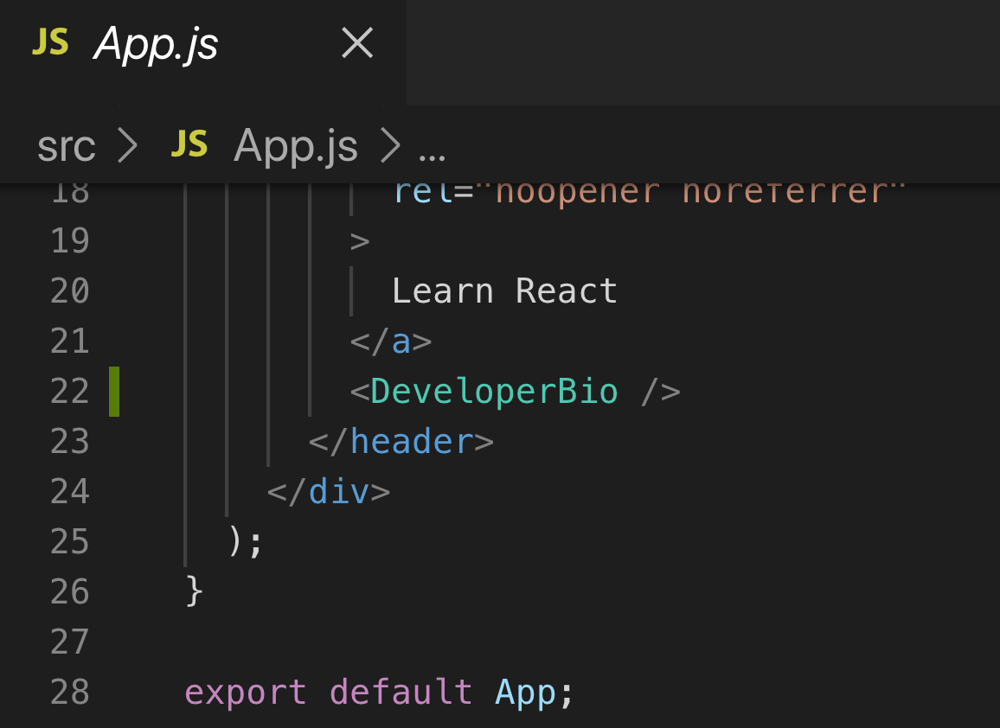 JS App.js
src > JS App.js > ...
18 rel="noopener noreferrer"
19 >
20 Learn React
21 </a>
22 <DeveloperBio />
23 </header>
24 </div>
25 );
26 }
27
28 export default App;